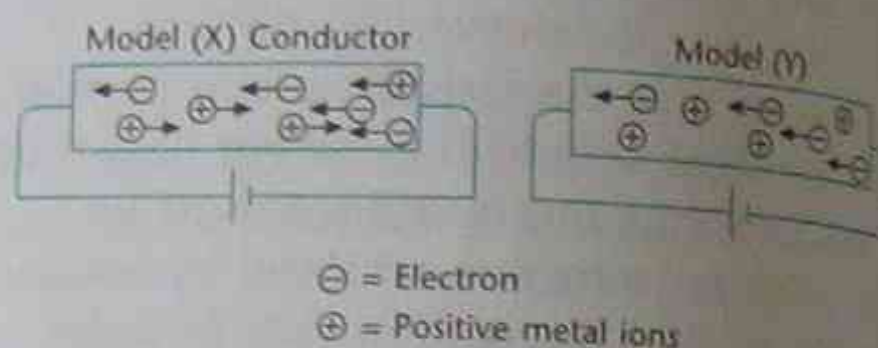 Model (X) Conductor
Model (Y)
⊖ = Electron
⊕ = Positive metal ions